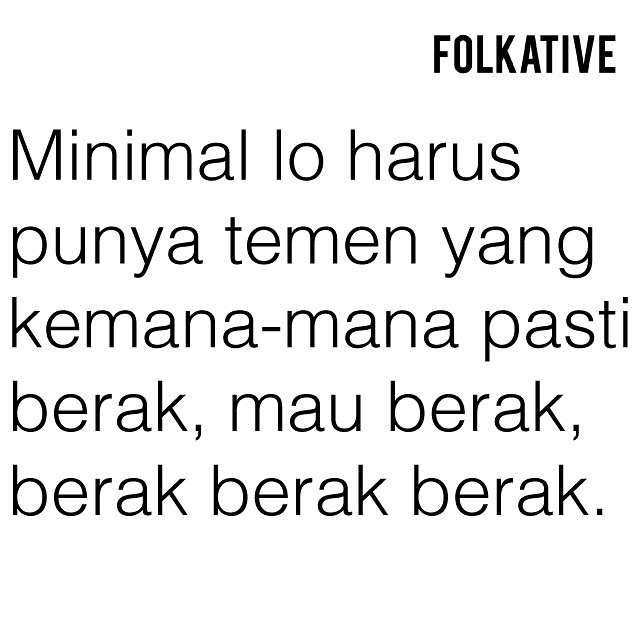 FOLKATIVE
Minimal lo harus
punya temen yang
kemana-mana pasti
berak, mau berak,
berak berak berak.